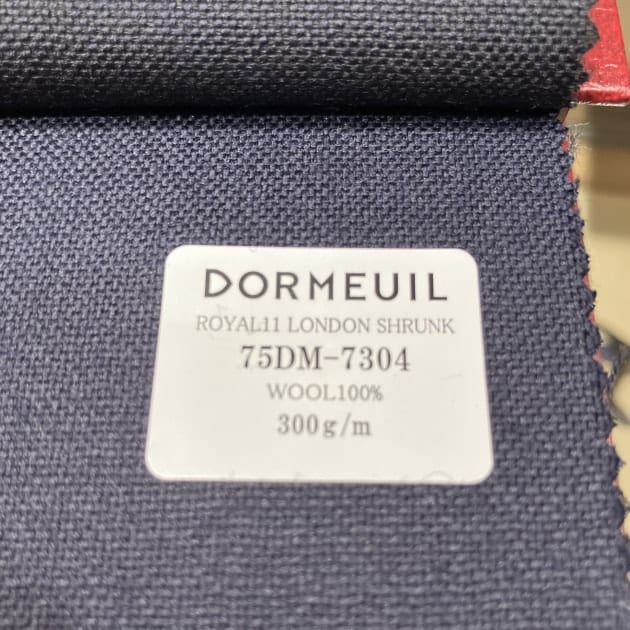 DORMEUIL
ROYAL11 LONDON SHRUNK
75DM-7304
WOOL100%
300g/m